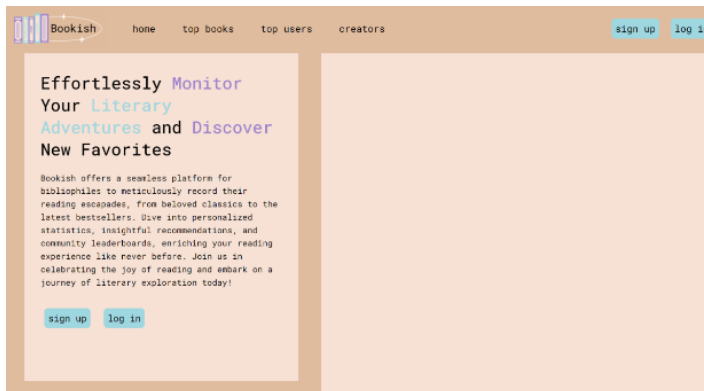 Bookish
home top books top users creators
sign up log
Effortlessly Monitor
Your Literary
Adventures and Discover
New Favorites
Bookish offers a seamless platform for
bibliophiles to meticulously record their
reading escapades, from beloved classics to the
latest bestsellers. Dive into personalized
statistics, insightful recommendations, and
community leaderboards, enriching your reading
experience like never before. Join us in
celebrating the joy of reading and embark on a
journey of literary exploration today!
sign up log in